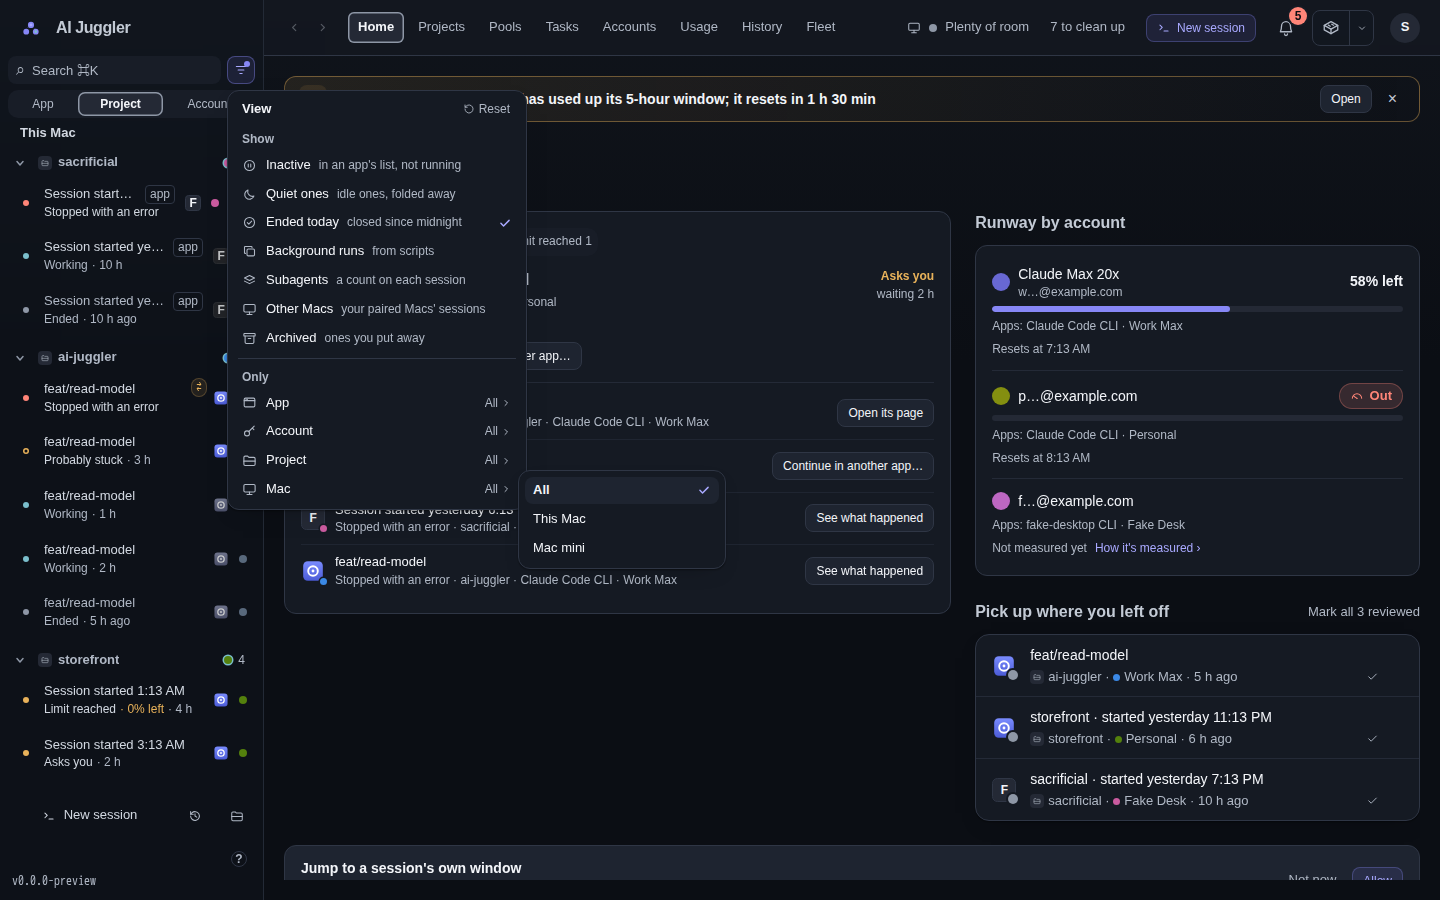 AI Juggler
Home Projects Pools Tasks Accounts Usage History Fleet
Plenty of room 7 to clean up New session 5 S
Search ⌘K
App Project Accoun
This Mac
sacrificial
Session start… app F
Stopped with an error
Session started ye… app F
Working · 10 h
Session started ye… app F
Ended · 10 h ago
ai-juggler
feat/read-model
Stopped with an error
feat/read-model
Probably stuck · 3 h
feat/read-model
Working · 1 h
feat/read-model
Working · 2 h
feat/read-model
Ended · 5 h ago
storefront 4
Session started 1:13 AM
Limit reached · 0% left · 4 h
Session started 3:13 AM
Asks you · 2 h
New session
?
v0.0.0-preview
View Reset
Show
Inactive in an app's list, not running
Quiet ones idle ones, folded away
Ended today closed since midnight
Background runs from scripts
Subagents a count on each session
Other Macs your paired Macs' sessions
Archived ones you put away
Only
App All
Account All
Project All
Mac All
All
This Mac
Mac mini
has used up its 5-hour window; it resets in 1 h 30 min Open ×
reached 1
Asks you
waiting 2 h
app…
Open its page
· Claude Code CLI · Work Max
Continue in another app…
F
Stopped with an error · sacrificial ·
See what happened
feat/read-model
Stopped with an error · ai-juggler · Claude Code CLI · Work Max
See what happened
Runway by account
Claude Max 20x 58% left
w…@example.com
Apps: Claude Code CLI · Work Max
Resets at 7:13 AM
p…@example.com Out
Apps: Claude Code CLI · Personal
Resets at 8:13 AM
f…@example.com
Apps: fake-desktop CLI · Fake Desk
Not measured yet How it's measured ›
Pick up where you left off Mark all 3 reviewed
feat/read-model
ai-juggler · Work Max · 5 h ago
storefront · started yesterday 11:13 PM
storefront · Personal · 6 h ago
F sacrificial · started yesterday 7:13 PM
sacrificial · Fake Desk · 10 h ago
Jump to a session's own window
Not now Allow